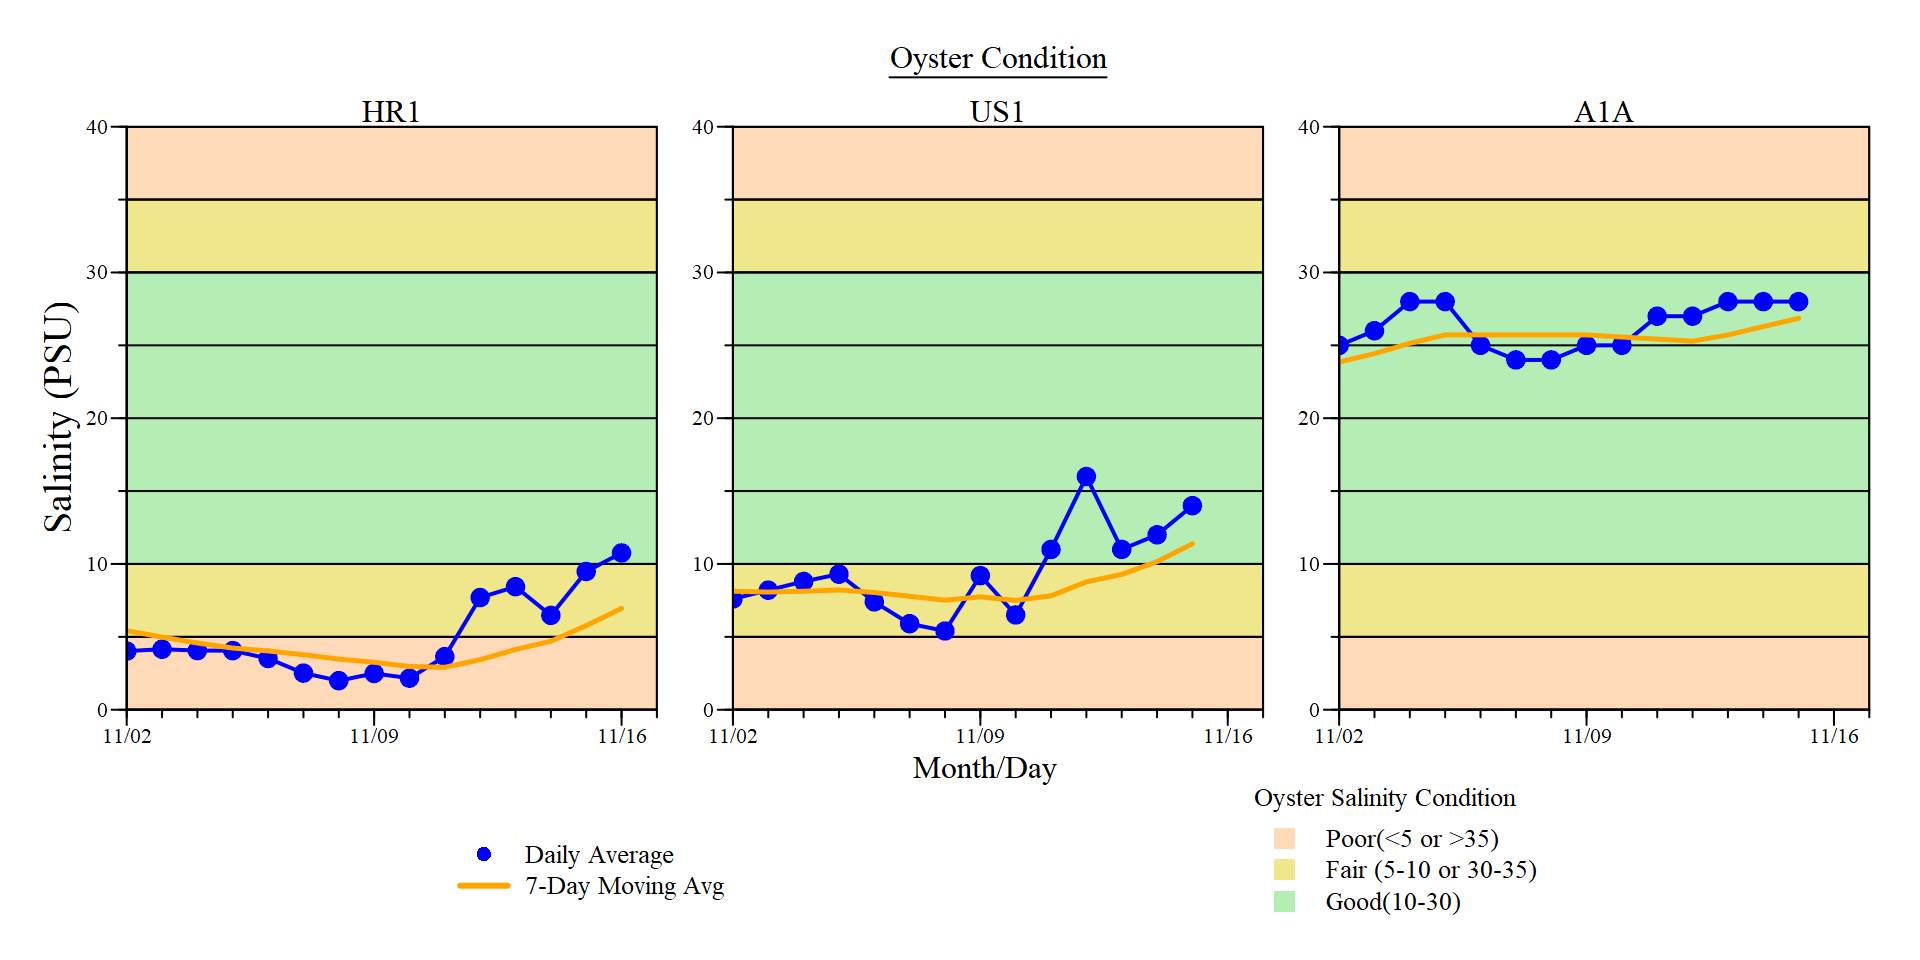 Oyster Condition
HR1
US1
A1A
Salinity (PSU)
40
30
20
10
0
11/02
11/09
11/16
40
30
20
10
0
11/02
11/09
11/16
40
30
20
10
0
11/02
11/09
11/16
Month/Day
Daily Average
7-Day Moving Avg
Oyster Salinity Condition
Poor(<5 or >35)
Fair (5-10 or 30-35)
Good(10-30)